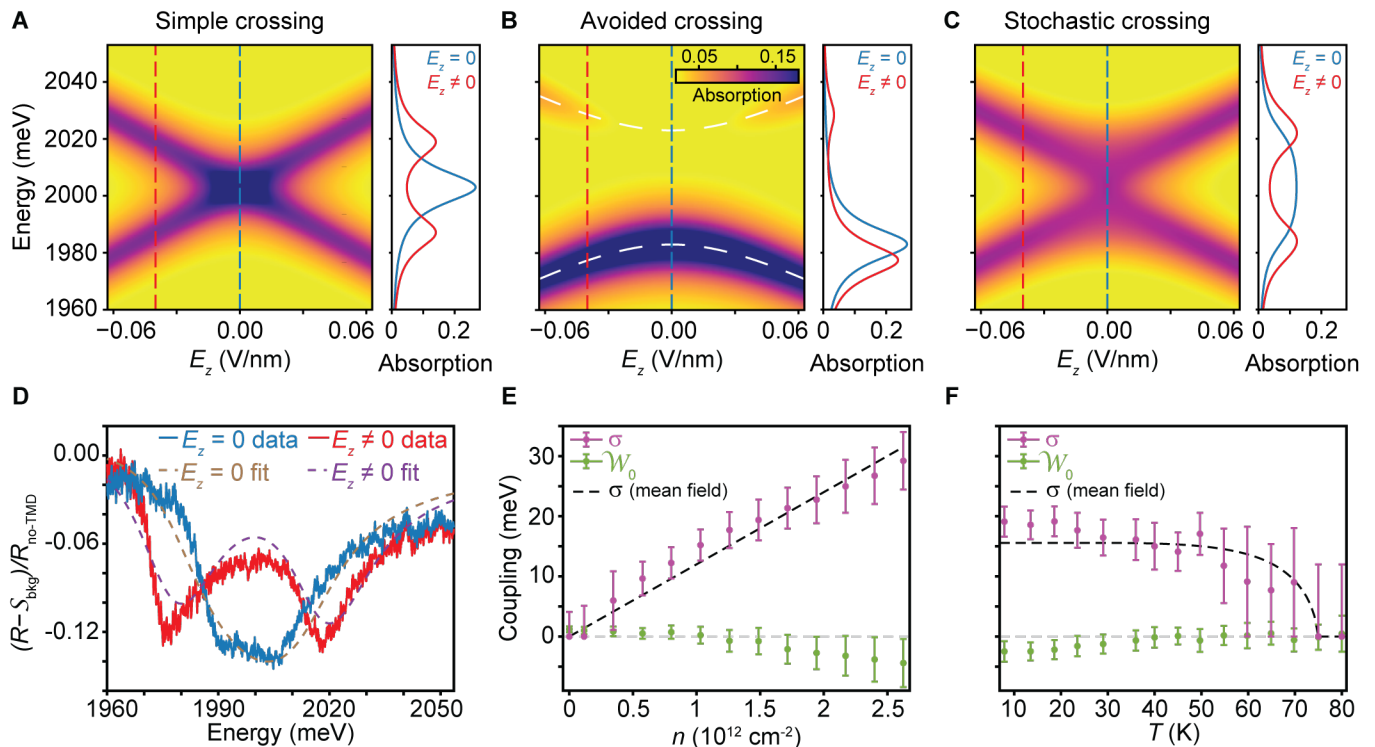 A Simple crossing
B Avoided crossing
C Stochastic crossing
Energy (meV)
2040
2020
2000
1980
1960
−0.06 0.00 0.06
E_z (V/nm)
E_z = 0
E_z ≠ 0
0 0.2
Absorption
0.05 0.15
Absorption
−0.06 0.00 0.06
E_z (V/nm)
E_z = 0
E_z ≠ 0
0 0.2
Absorption
−0.06 0.00 0.06
E_z (V/nm)
E_z = 0
E_z ≠ 0
0 0.2
Absorption
D
(R−S_bkg)/R_no-TMD
0.00
-0.06
-0.12
E_z = 0 data E_z ≠ 0 data
E_z = 0 fit E_z ≠ 0 fit
1960 1990 2020 2050
Energy (meV)
E
Coupling (meV)
30
20
10
0
σ
𝒲₀
σ (mean field)
0 0.5 1 1.5 2 2.5
n (10¹² cm⁻²)
F
σ
𝒲₀
σ (mean field)
10 20 30 40 50 60 70 80
T (K)